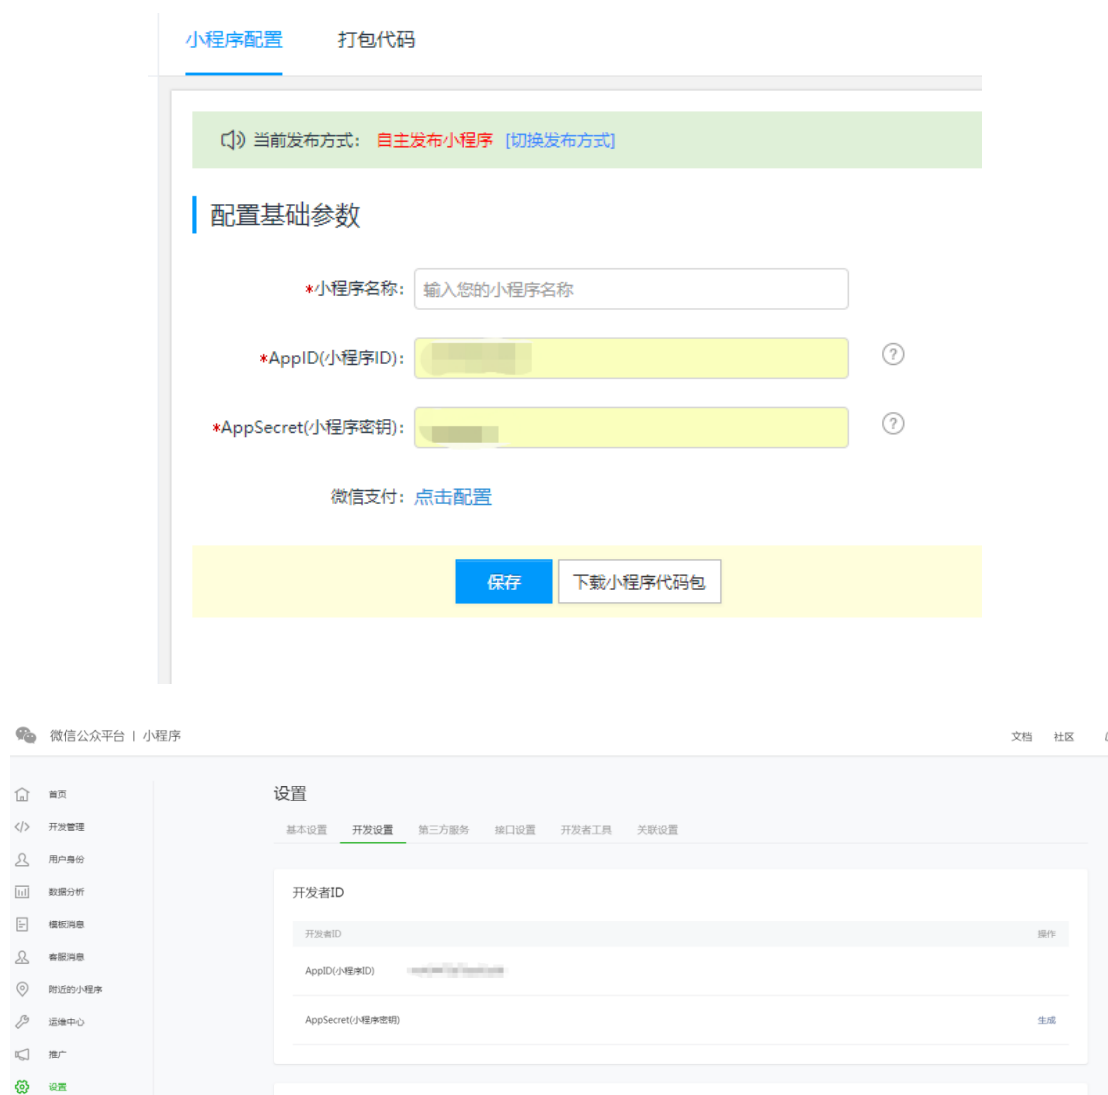 小程序配置 打包代码
当前发布方式： 自主发布小程序 [切换发布方式]
配置基础参数
*小程序名称： 输入您的小程序名称
*AppID(小程序ID)： ?
*AppSecret(小程序密钥)： ?
微信支付： 点击配置
保存 下载小程序代码包
微信公众平台 | 小程序 文档 社区
首页
设置
开发管理
基本设置 开发设置 第三方服务 接口设置 开发者工具 关联设置
用户身份
数据分析
开发者ID
模板消息
开发者ID 操作
客服消息
AppID(小程序ID)
附近的小程序
运维中心
AppSecret(小程序密钥) 生成
推广
设置